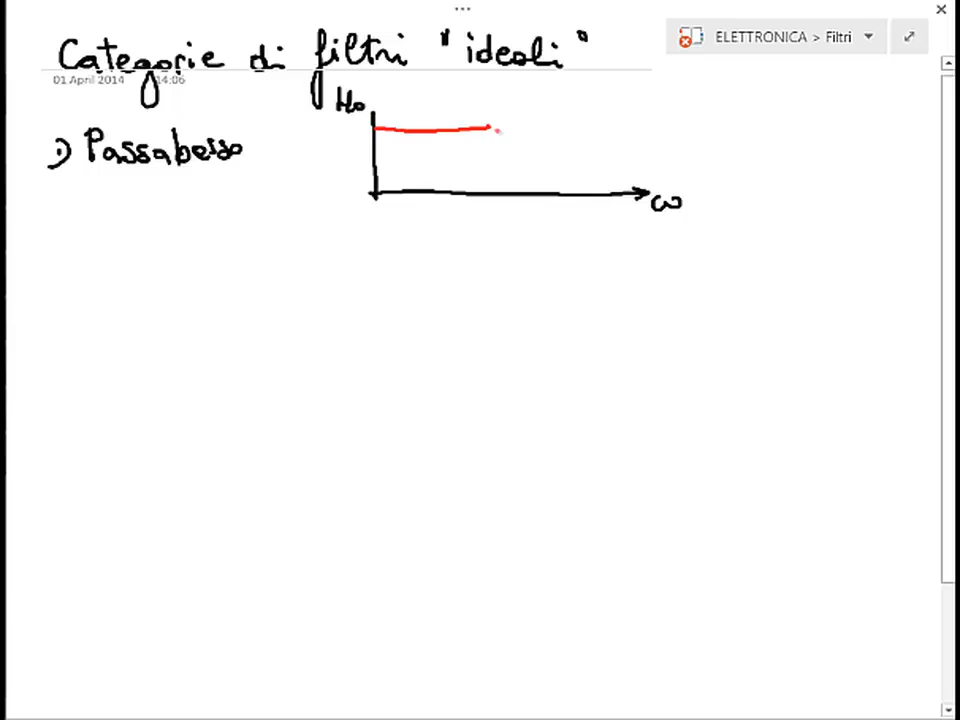 Categorie di filtri "ideali"
ELETTRONICA > Filtri
01 April 2014 14:06
H₀
1) Passabasso
ω